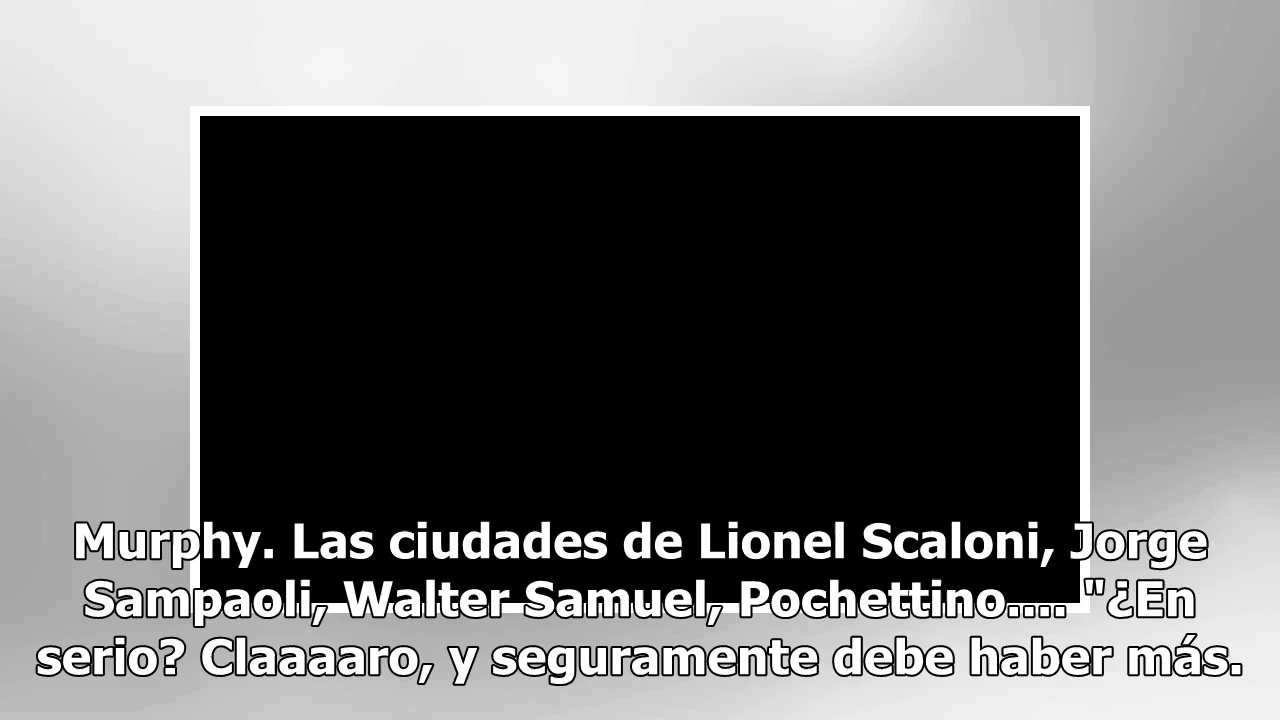 Murphy. Las ciudades de Lionel Scaloni, Jorge
Sampaoli, Walter Samuel, Pochettino.... "¿En
serio? Claaaaro, y seguramente debe haber más.